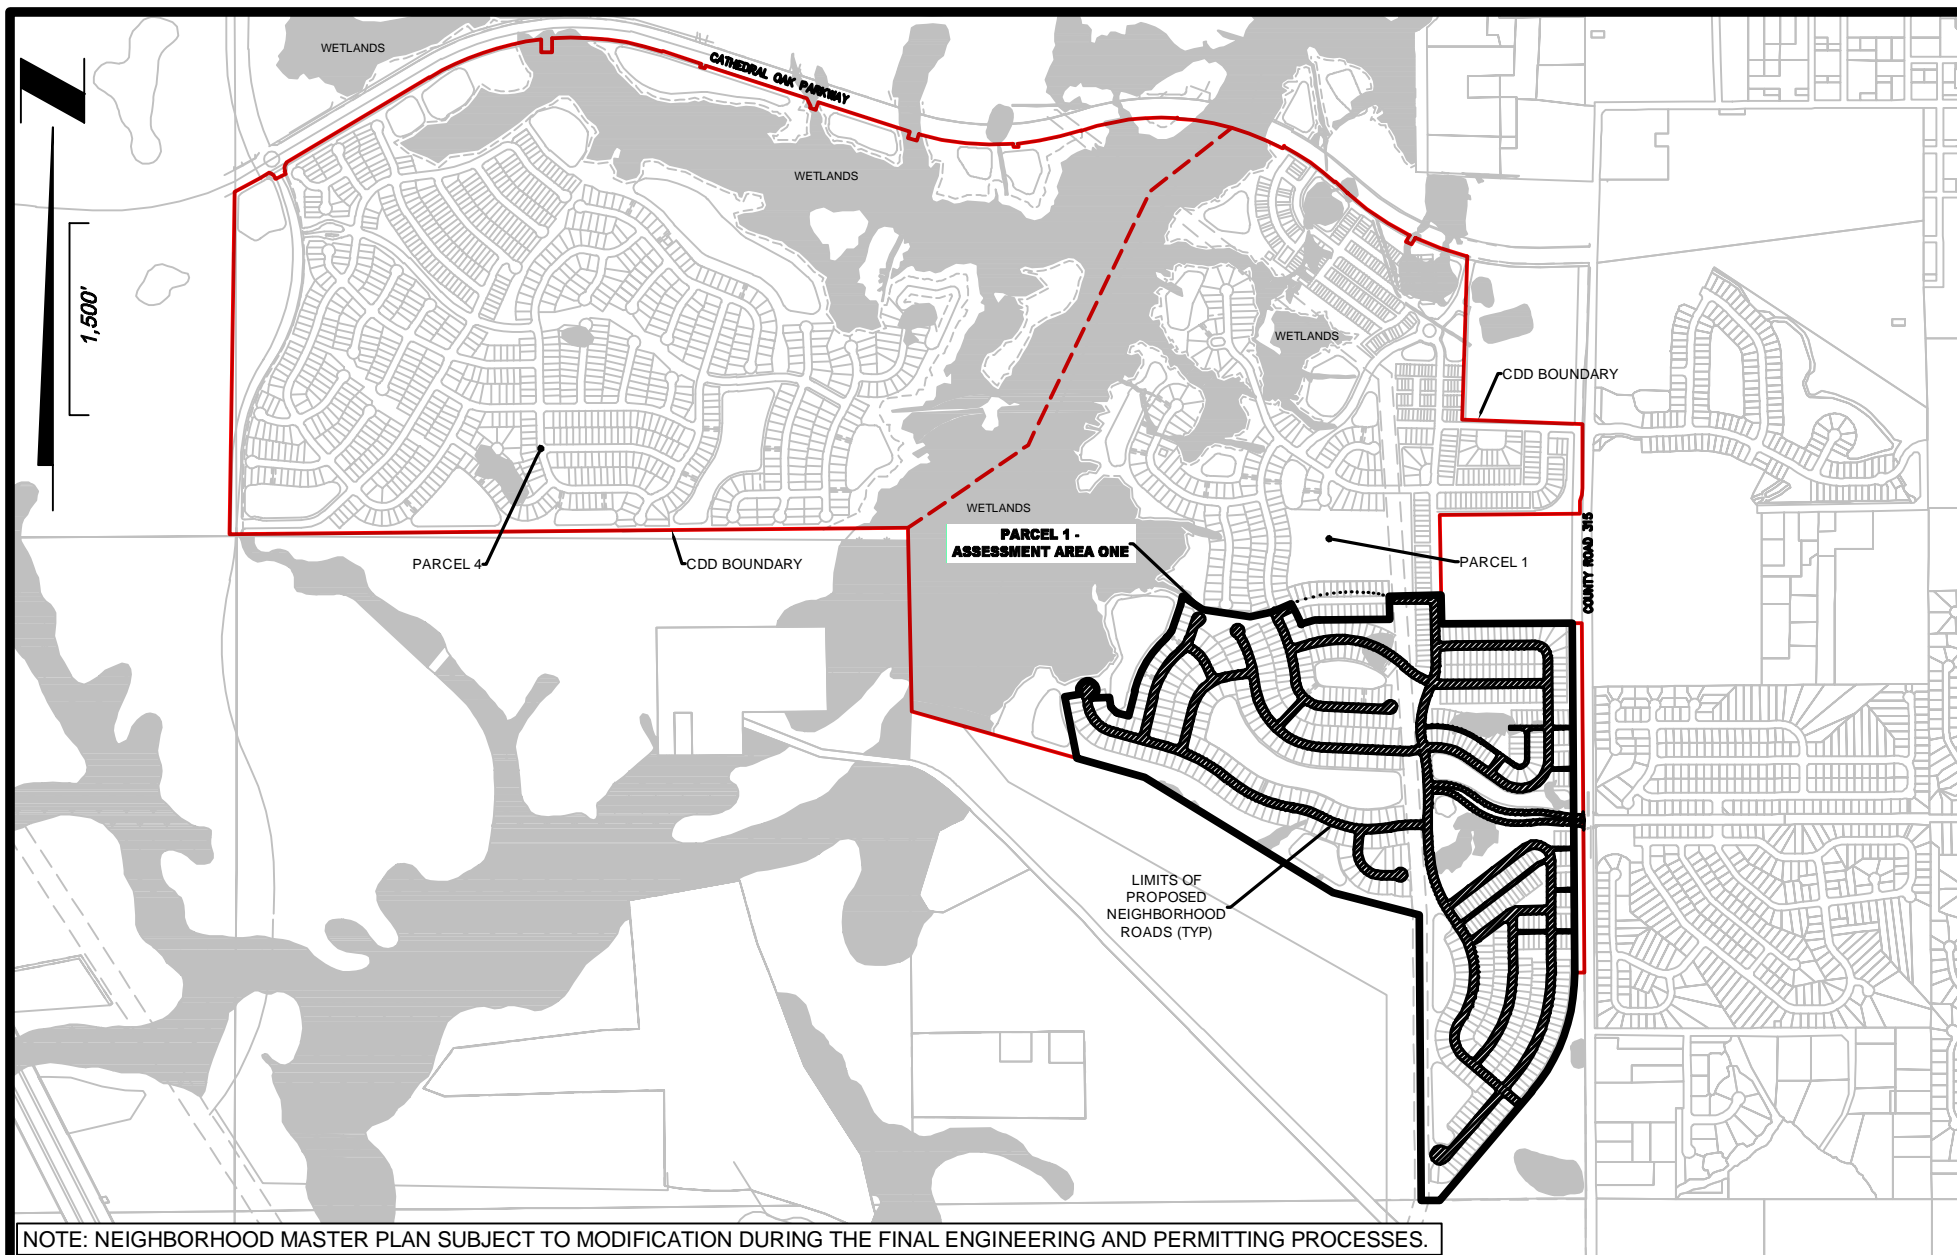 WETLANDS
CATHEDRAL OAK PARKWAY
WETLANDS
1,500'
WETLANDS
CDD BOUNDARY
WETLANDS
PARCEL 1 -
ASSESSMENT AREA ONE
PARCEL 4
CDD BOUNDARY
PARCEL 1
COUNTY ROAD 315
LIMITS OF
PROPOSED
NEIGHBORHOOD
ROADS (TYP)
NOTE: NEIGHBORHOOD MASTER PLAN SUBJECT TO MODIFICATION DURING THE FINAL ENGINEERING AND PERMITTING PROCESSES.